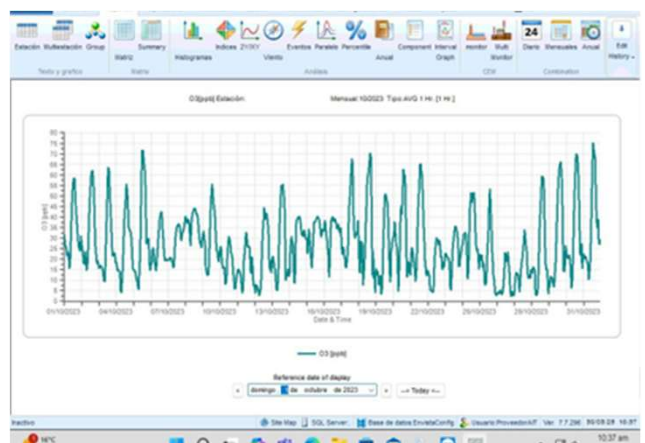 Estación Multiestación Group Summary Indices 2Y/XY Eventos Paralelo Percentile Component Interval monitor Multi Diario Mensuales Anual Edit
Matriz Histogramas Viento Anual Graph Monitor History
Texto y grafico Matriz Análisis CEM Combination
24
O3[ppb] Estación: Mensual:10/2023 Tipo:AVG 1 Hr. [1 Hr.]
80
75
70
65
60
55
50
45
40
35
30
25
20
15
10
5
0
O3 [ppb]
01/10/2023 04/10/2023 07/10/2023 10/10/2023 13/10/2023 16/10/2023 19/10/2023 22/10/2023 25/10/2023 28/10/2023 31/10/2023
Date & Time
O3 [ppb]
Reference date of display
domingo de octubre de 2023 --> Today <--
Inactivo Site Map SQL Server: Base de datos:EnvistaConfig Ver: 7.7.256
16°C 10:37 am